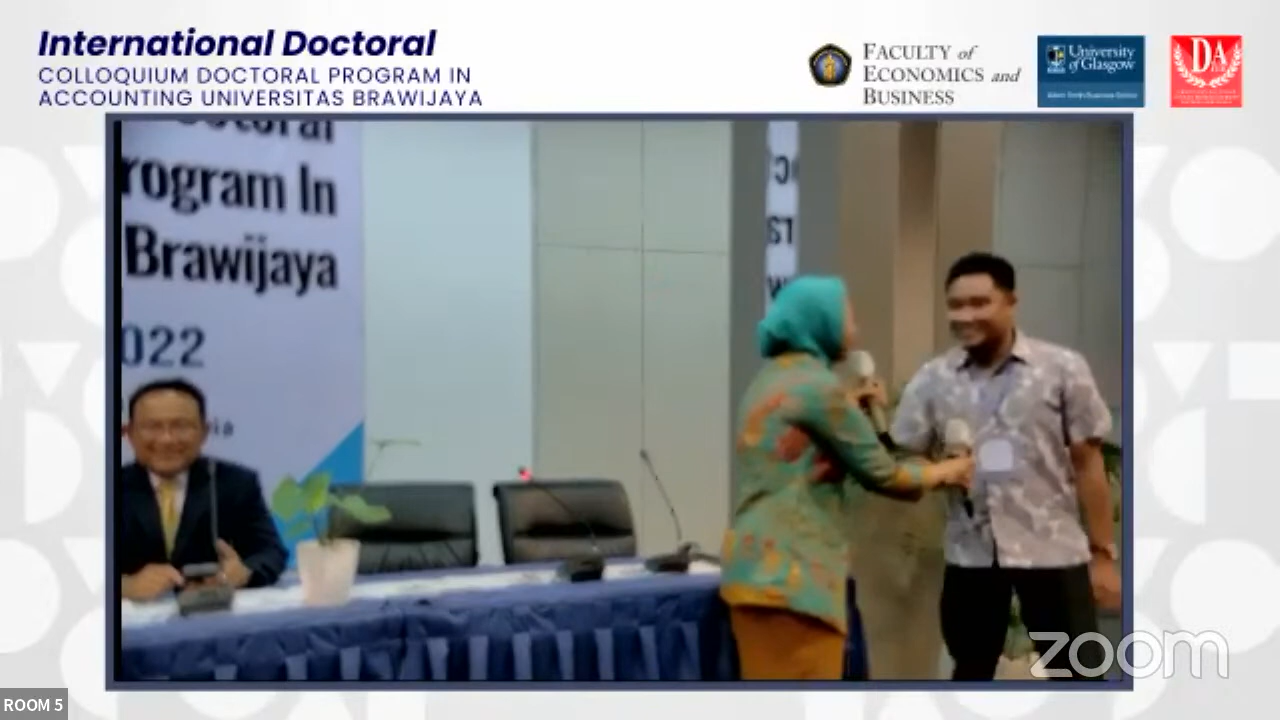 International Doctoral
COLLOQUIUM DOCTORAL PROGRAM IN
ACCOUNTING UNIVERSITAS BRAWIJAYA
FACULTY of
ECONOMICS and
BUSINESS
University
of Glasgow
DA
rogram In
Brawijaya
022
zoom
ROOM 5